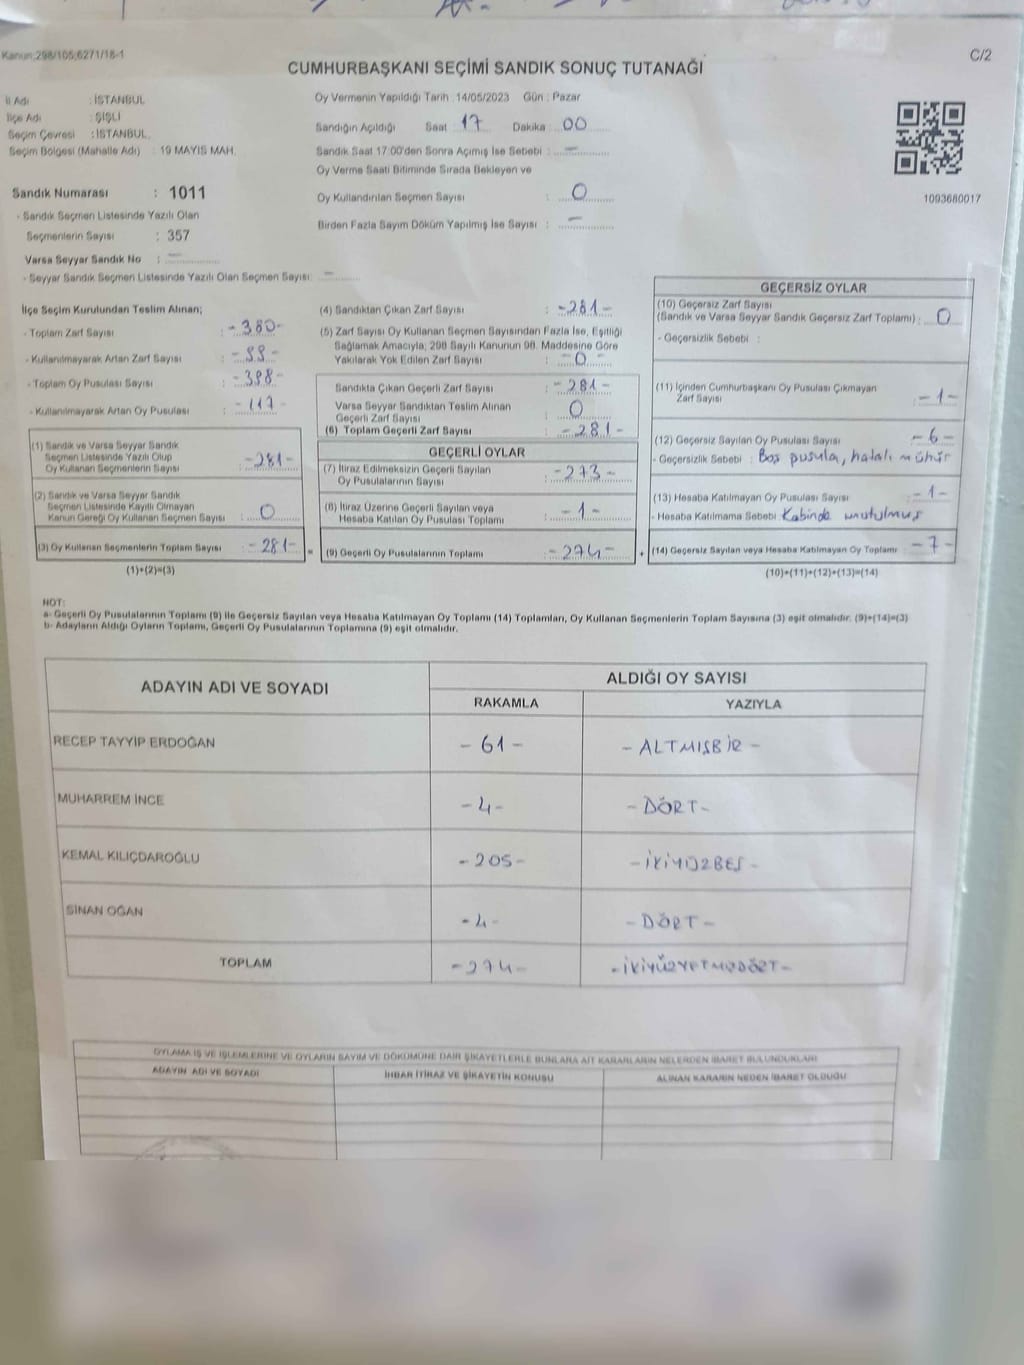 Kanun;298/105;6271/18-1
C/2
CUMHURBAŞKANI SEÇİMİ SANDIK SONUÇ TUTANAĞI
İl Adı : İSTANBUL
İlçe Adı : ŞİŞLİ
Seçim Çevresi : İSTANBUL
Seçim Bölgesi (Mahalle Adı) : 19 MAYIS MAH.
Sandık Numarası : 1011
- Sandık Seçmen Listesinde Yazılı Olan
Seçmenlerin Sayısı : 357
Varsa Seyyar Sandık No : —
- Seyyar Sandık Seçmen Listesinde Yazılı Olan Seçmen Sayısı: —
Oy Vermenin Yapıldığı Tarih :14/05/2023 Gün : Pazar
Sandığın Açıldığı Saat 17 Dakika 00
Sandık Saat 17:00'den Sonra Açımış İse Sebebi : —
Oy Verme Saati Bitiminde Sırada Bekleyen ve
Oy Kullandırılan Seçmen Sayısı : 0
Birden Fazla Sayım Döküm Yapılmış İse Sayısı : —
1093680017
İlçe Seçim Kurulundan Teslim Alınan;
- Toplam Zarf Sayısı : -380-
- Kullanılmayarak Artan Zarf Sayısı : -99-
- Toplam Oy Pusulası Sayısı : -398-
- Kullanılmayarak Artan Oy Pusulası : -117-
(1) Sandık ve Varsa Seyyar Sandık
Seçmen Listesinde Yazılı Olup
Oy Kullanan Seçmenlerin Sayısı -281-
(2) Sandık ve Varsa Seyyar Sandık
Seçmen Listesinde Kayıtlı Olmayan
Kanun Gereği Oy Kullanan Seçmen Sayısı : 0
(3) Oy Kullanan Seçmenlerin Toplam Sayısı -281-
(1)+(2)=(3)
(4) Sandıktan Çıkan Zarf Sayısı : -281-
(5) Zarf Sayısı Oy Kullanan Seçmen Sayısından Fazla İse, Eşitliği
Sağlamak Amacıyla; 298 Sayılı Kanunun 98. Maddesine Göre
Yakılarak Yok Edilen Zarf Sayısı : -0-
Sandıkta Çıkan Geçerli Zarf Sayısı : -281-
Varsa Seyyar Sandıktan Teslim Alınan
Geçerli Zarf Sayısı : 0
(6) Toplam Geçerli Zarf Sayısı : -281-
GEÇERLİ OYLAR
(7) İtiraz Edilmeksizin Geçerli Sayılan
Oy Pusulalarının Sayısı : -273-
(8) İtiraz Üzerine Geçerli Sayılan veya
Hesaba Katılan Oy Pusulası Toplamı : -1-
= (9) Geçerli Oy Pusulalarının Toplamı : -274- +
GEÇERSİZ OYLAR
(10) Geçersiz Zarf Sayısı
(Sandık ve Varsa Seyyar Sandık Geçersiz Zarf Toplamı) : 0
- Geçersizlik Sebebi :
(11) İçinden Cumhurbaşkanı Oy Pusulası Çıkmayan
Zarf Sayısı : -1-
(12) Geçersiz Sayılan Oy Pusulası Sayısı : -6-
- Geçersizlik Sebebi : Boş pusula, hatalı mühür
(13) Hesaba Katılmayan Oy Pusulası Sayısı : -1-
- Hesaba Katılmama Sebebi : Kabinde unutulmuş
(14) Geçersiz Sayılan veya Hesaba Katılmayan Oy Toplamı : -7-
(10)+(11)+(12)+(13)=(14)
NOT:
a- Geçerli Oy Pusulalarının Toplamı (9) ile Geçersiz Sayılan veya Hesaba Katılmayan Oy Toplamı (14) Toplamları, Oy Kullanan Seçmenlerin Toplam Sayısına (3) eşit olmalıdır. (9)+(14)=(3)
b- Adayların Aldığı Oyların Toplamı, Geçerli Oy Pusulalarının Toplamına (9) eşit olmalıdır.
ADAYIN ADI VE SOYADI ALDIĞI OY SAYISI
RAKAMLA YAZIYLA
RECEP TAYYİP ERDOĞAN -61- -ALTMIŞBİR-
MUHARREM İNCE -4- -DÖRT-
KEMAL KILIÇDAROĞLU -205- -İKİYÜZBEŞ-
SİNAN OĞAN -4- -DÖRT-
TOPLAM -274- -İKİYÜZYETMİŞDÖRT-
OYLAMA İŞ VE İŞLEMLERİNE VE OYLARIN SAYIM VE DÖKÜMÜNE DAİR ŞİKAYETLERLE BUNLARA AİT KARARLARIN NELERDEN İBARET BULUNDUKLARI
ADAYIN ADI VE SOYADI İHBAR İTİRAZ VE ŞİKAYETİN KONUSU ALINAN KARARIN NEDEN İBARET OLDUĞU